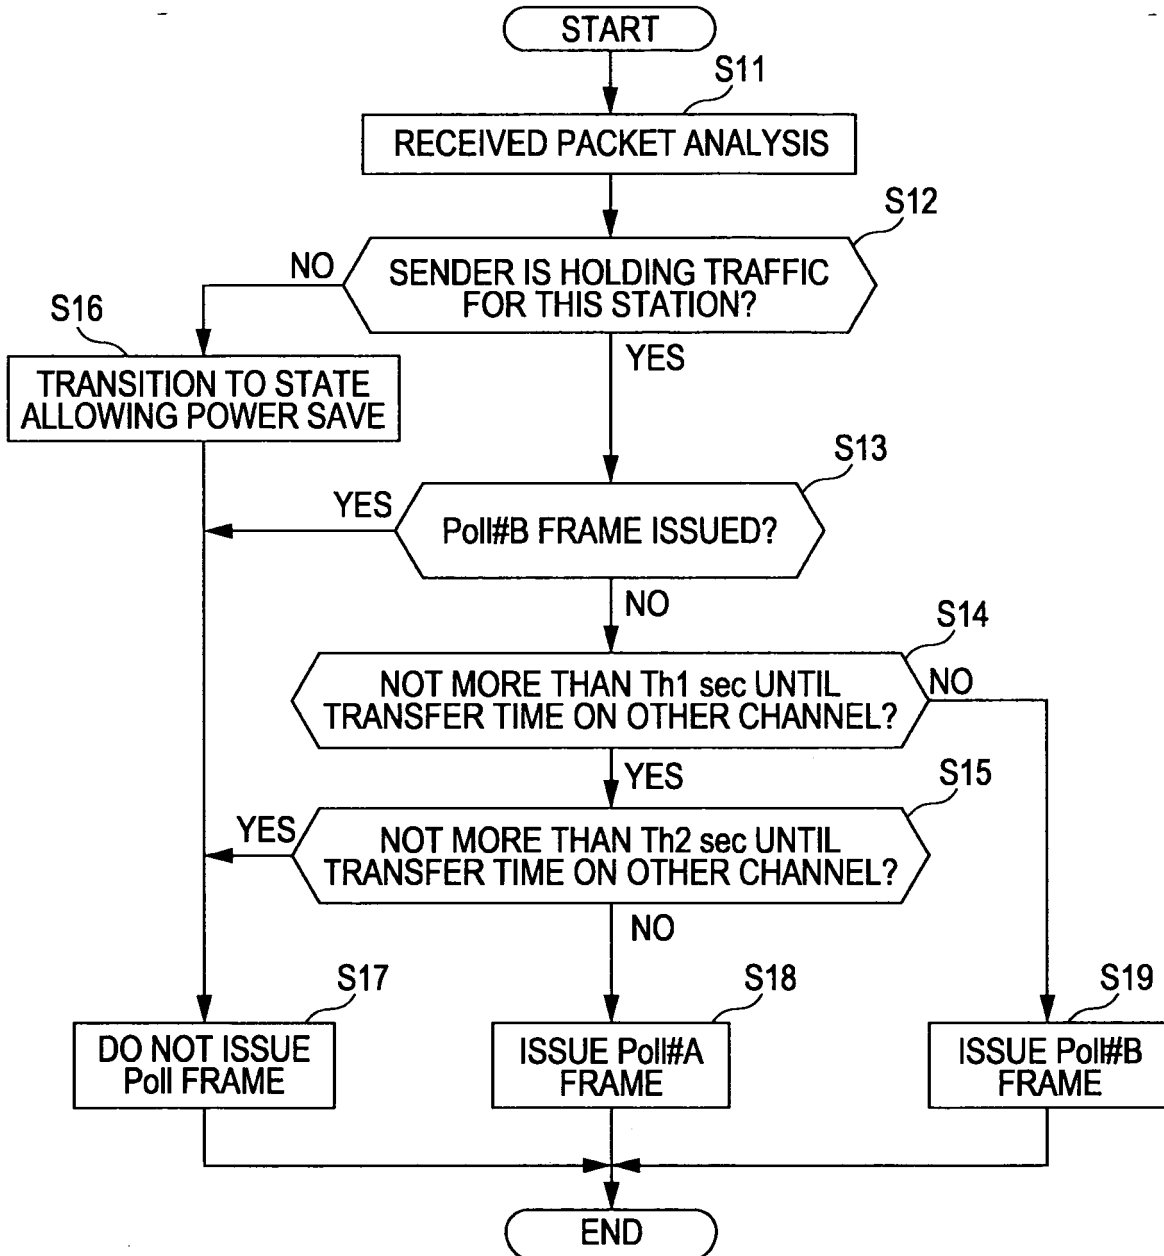 START
S11
RECEIVED PACKET ANALYSIS
S12
NO
SENDER IS HOLDING TRAFFIC
FOR THIS STATION?
S16
YES
TRANSITION TO STATE
ALLOWING POWER SAVE
S13
YES
Poll#B FRAME ISSUED?
NO
S14
NOT MORE THAN Th1 sec UNTIL
TRANSFER TIME ON OTHER CHANNEL?
NO
YES
S15
YES
NOT MORE THAN Th2 sec UNTIL
TRANSFER TIME ON OTHER CHANNEL?
NO
S17
S18
S19
DO NOT ISSUE
Poll FRAME
ISSUE Poll#A
FRAME
ISSUE Poll#B
FRAME
END